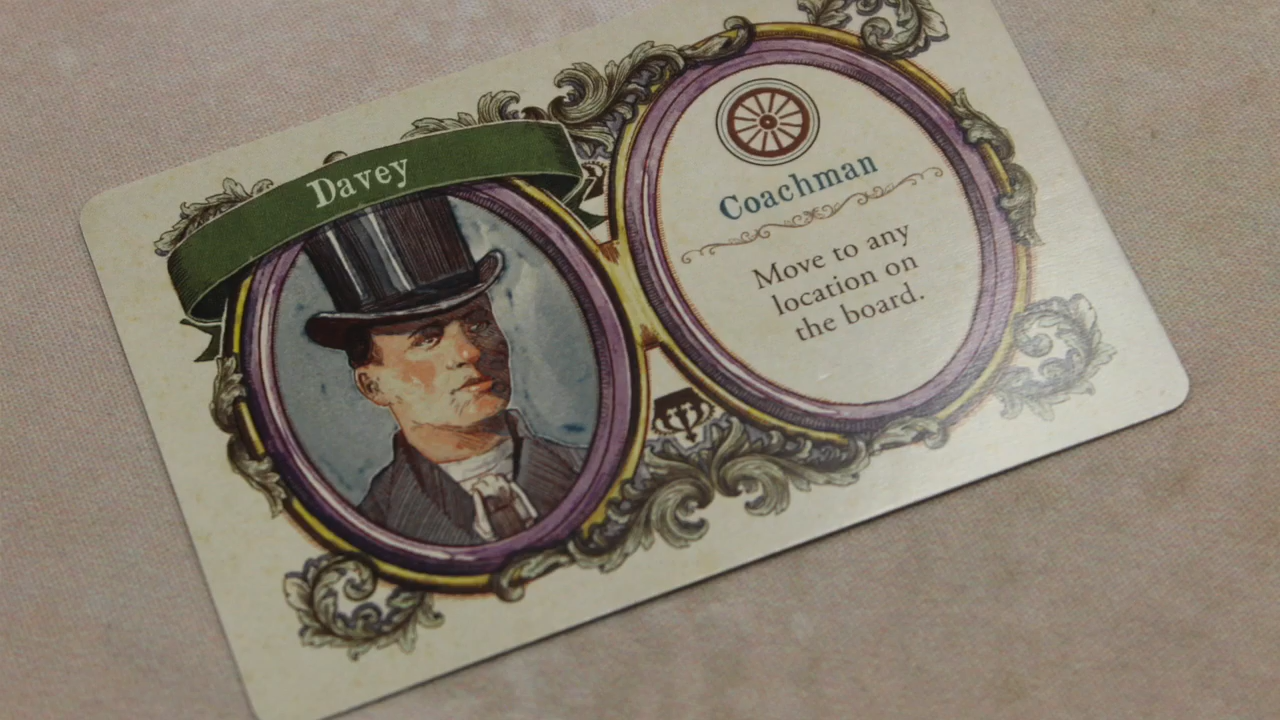 Davey
Coachman
Move to any
location on
the board.